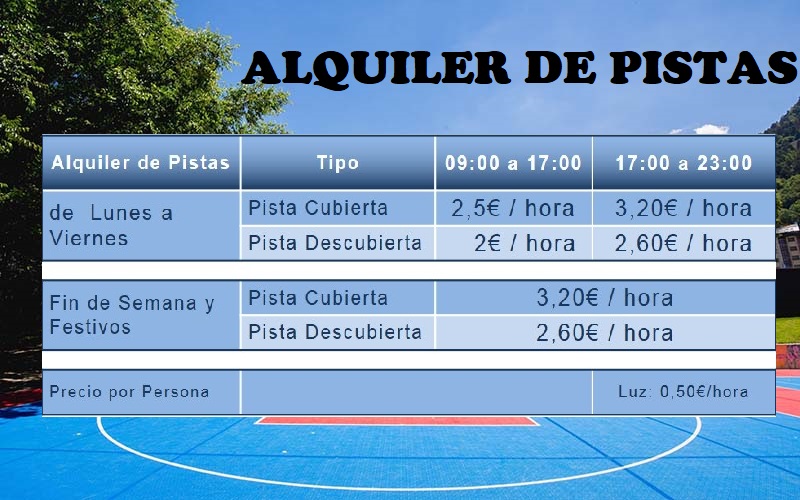 ALQUILER DE PISTAS
Alquiler de Pistas Tipo 09:00 a 17:00 17:00 a 23:00
de Lunes a Viernes
Pista Cubierta 2,5€ / hora 3,20€ / hora
Pista Descubierta 2€ / hora 2,60€ / hora
Fin de Semana y Festivos
Pista Cubierta 3,20€ / hora
Pista Descubierta 2,60€ / hora
Precio por Persona Luz: 0,50€/hora